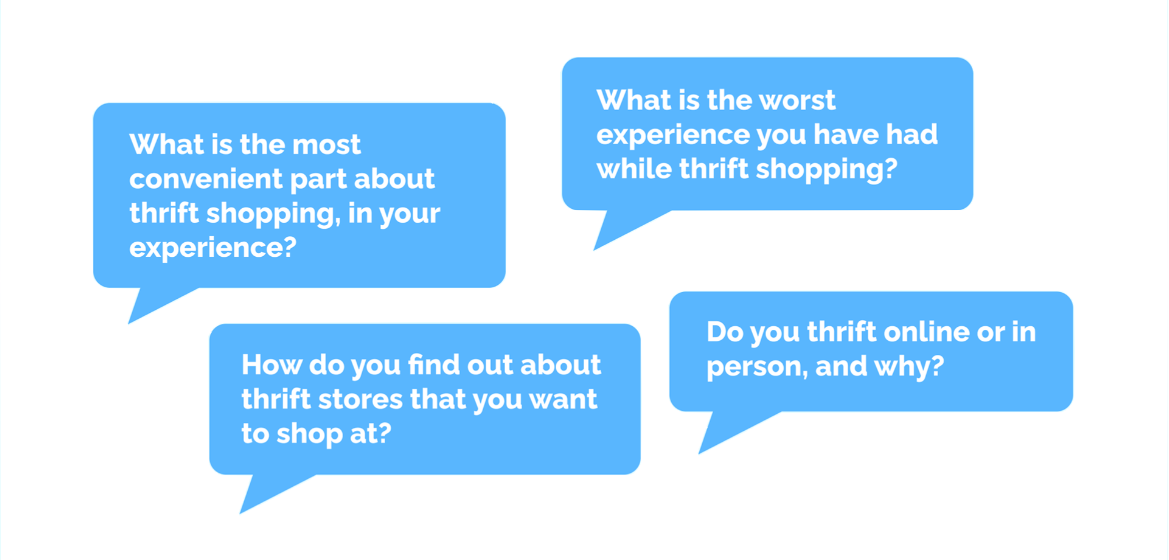 What is the most
convenient part about
thrift shopping, in your
experience?
What is the worst
experience you have had
while thrift shopping?
How do you find out about
thrift stores that you want
to shop at?
Do you thrift online or in
person, and why?